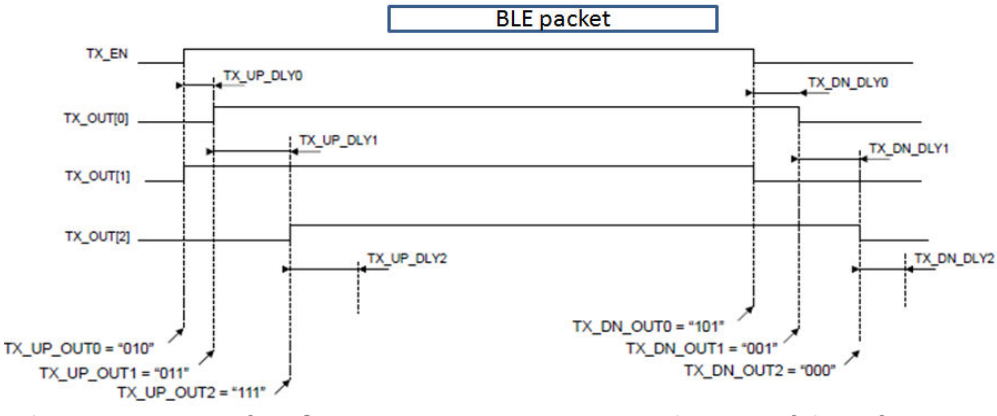 BLE packet
TX_EN
TX_UP_DLY0
TX_DN_DLY0
TX_OUT[0]
TX_UP_DLY1
TX_DN_DLY1
TX_OUT[1]
TX_OUT[2]
TX_UP_DLY2
TX_DN_DLY2
TX_UP_OUT0 = “010”
TX_UP_OUT1 = “011”
TX_UP_OUT2 = “111”
TX_DN_OUT0 = “101”
TX_DN_OUT1 = “001”
TX_DN_OUT2 = “000”